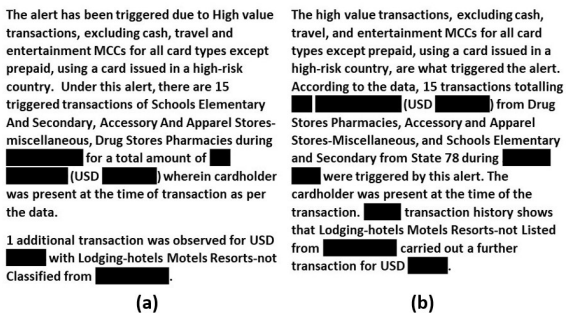 The alert has been triggered due to High value
transactions, excluding cash, travel and
entertainment MCCs for all card types except
prepaid, using a card issued in a high-risk
country. Under this alert, there are 15
triggered transactions of Schools Elementary
And Secondary, Accessory And Apparel Stores-
miscellaneous, Drug Stores Pharmacies during
for a total amount of
(USD ) wherein cardholder
was present at the time of transaction as per
the data.
1 additional transaction was observed for USD
with Lodging-hotels Motels Resorts-not
Classified from .
(a)
The high value transactions, excluding cash,
travel, and entertainment MCCs for all card
types except prepaid, using a card issued in a
high-risk country, are what triggered the alert.
According to the data, 15 transactions totalling
(USD ) from Drug
Stores Pharmacies, Accessory and Apparel
Stores-Miscellaneous, and Schools Elementary
and Secondary from State 78 during
were triggered by this alert. The
cardholder was present at the time of the
transaction. transaction history shows
that Lodging-hotels Motels Resorts-not Listed
from carried out a further
transaction for USD .
(b)